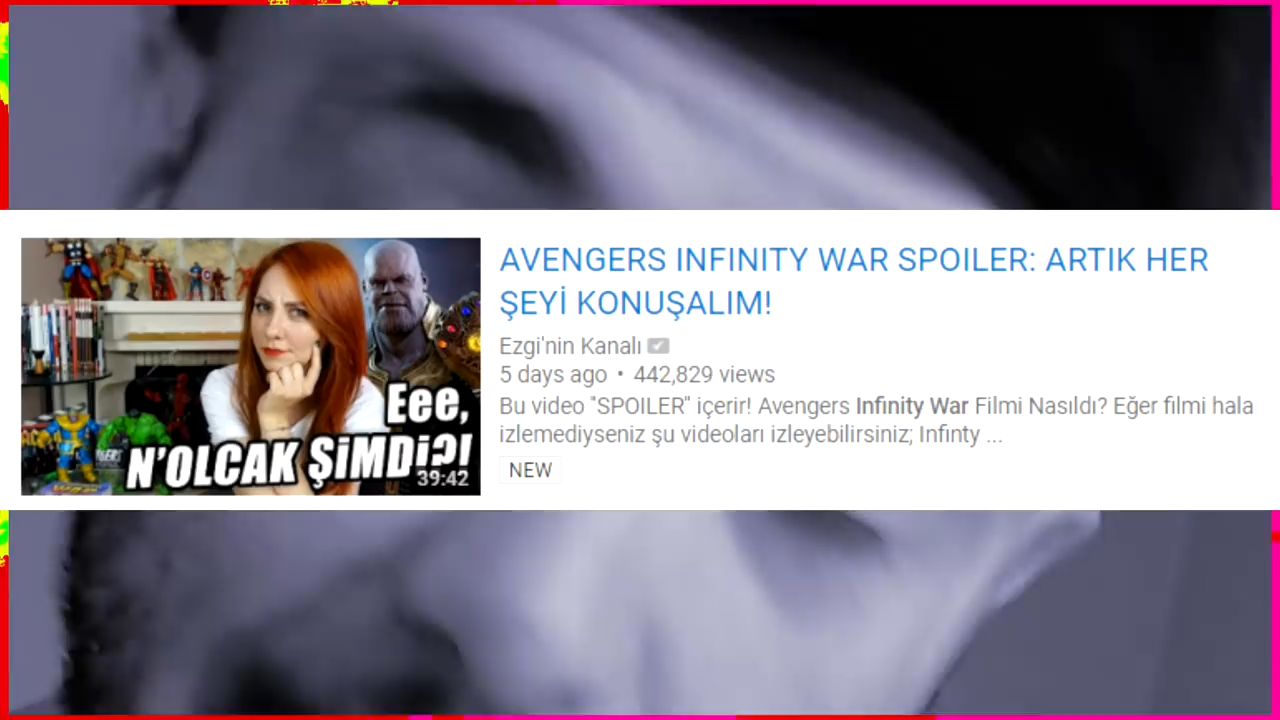 AVENGERS INFINITY WAR SPOILER: ARTIK HER
ŞEYİ KONUŞALIM!
Ezgi'nin Kanalı
5 days ago • 442,829 views
Bu video "SPOILER" içerir! Avengers Infinity War Filmi Nasıldı? Eğer filmi hala
izlemediyseniz şu videoları izleyebilirsiniz; Infinty ...
NEW
Eee,
N'OLCAK ŞiMDi?!
39:42